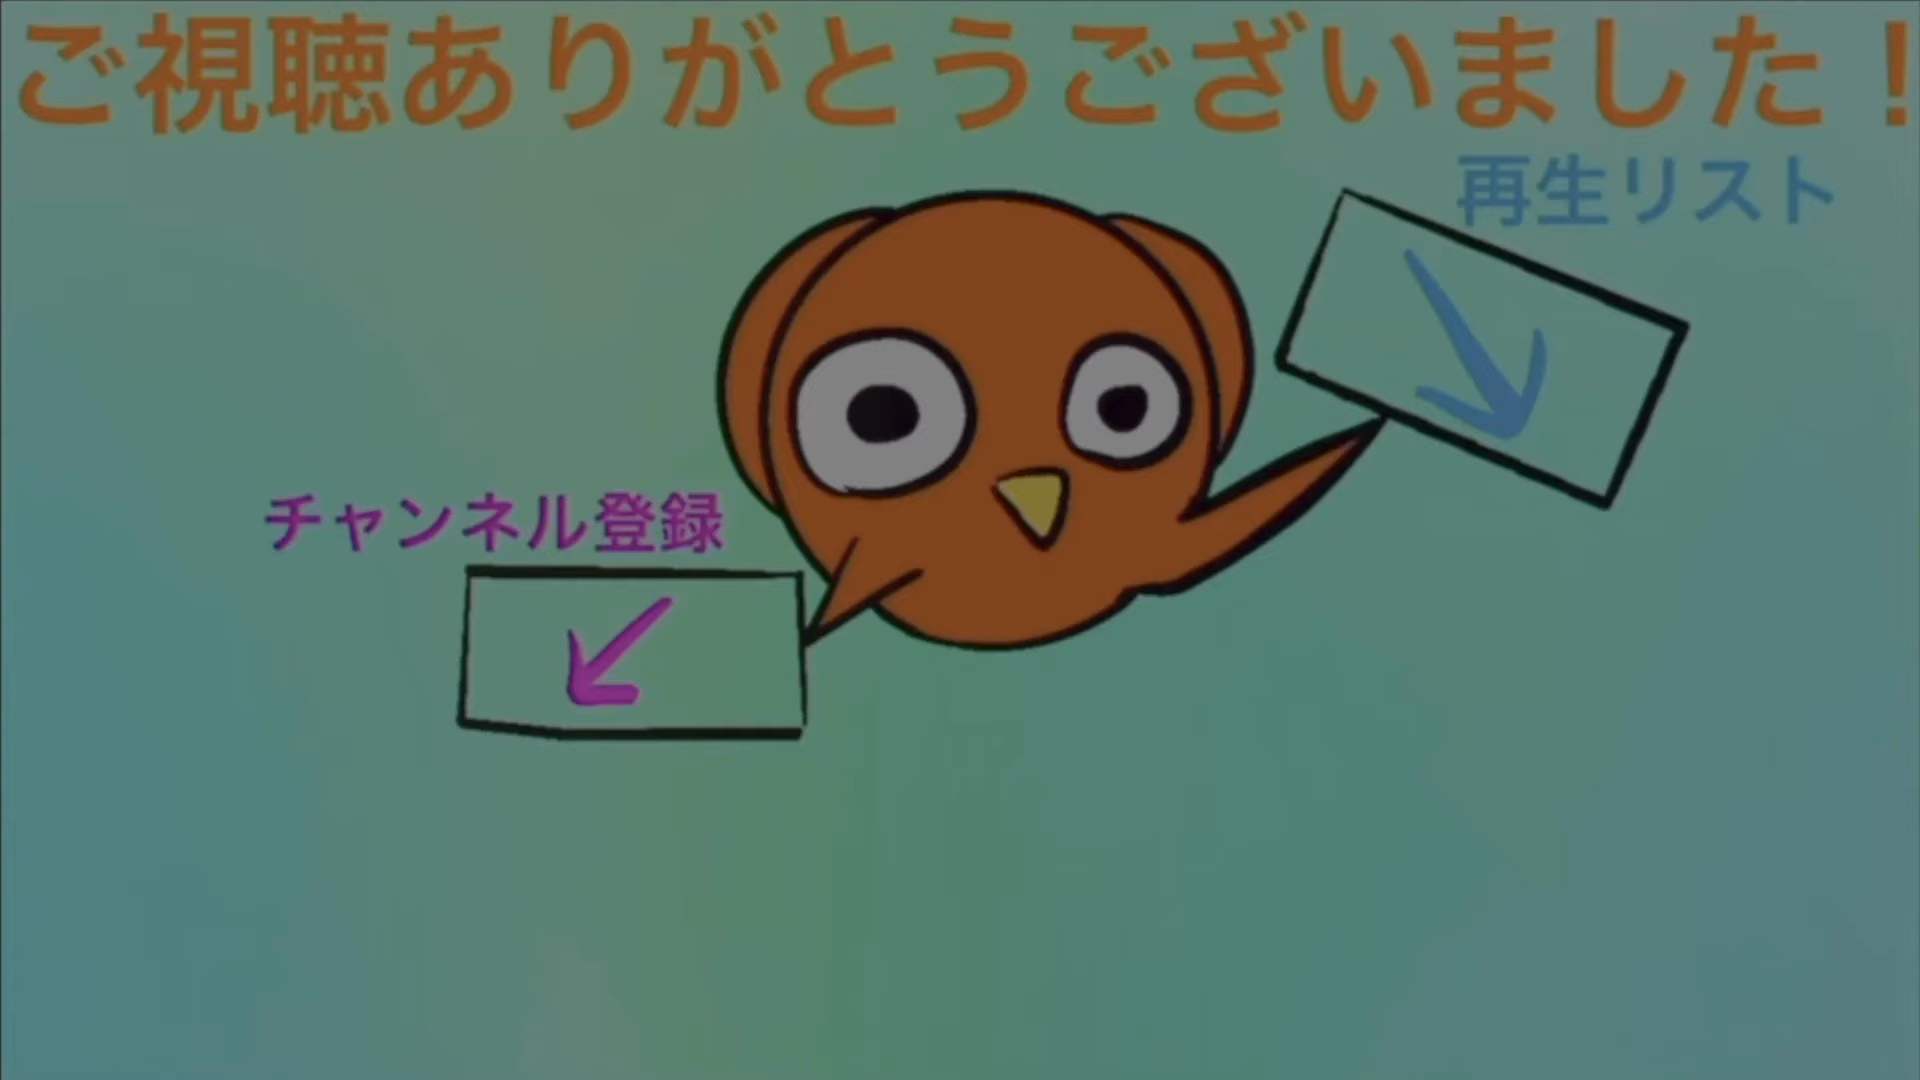 ご視聴ありがとうございました！
再生リスト
チャンネル登録